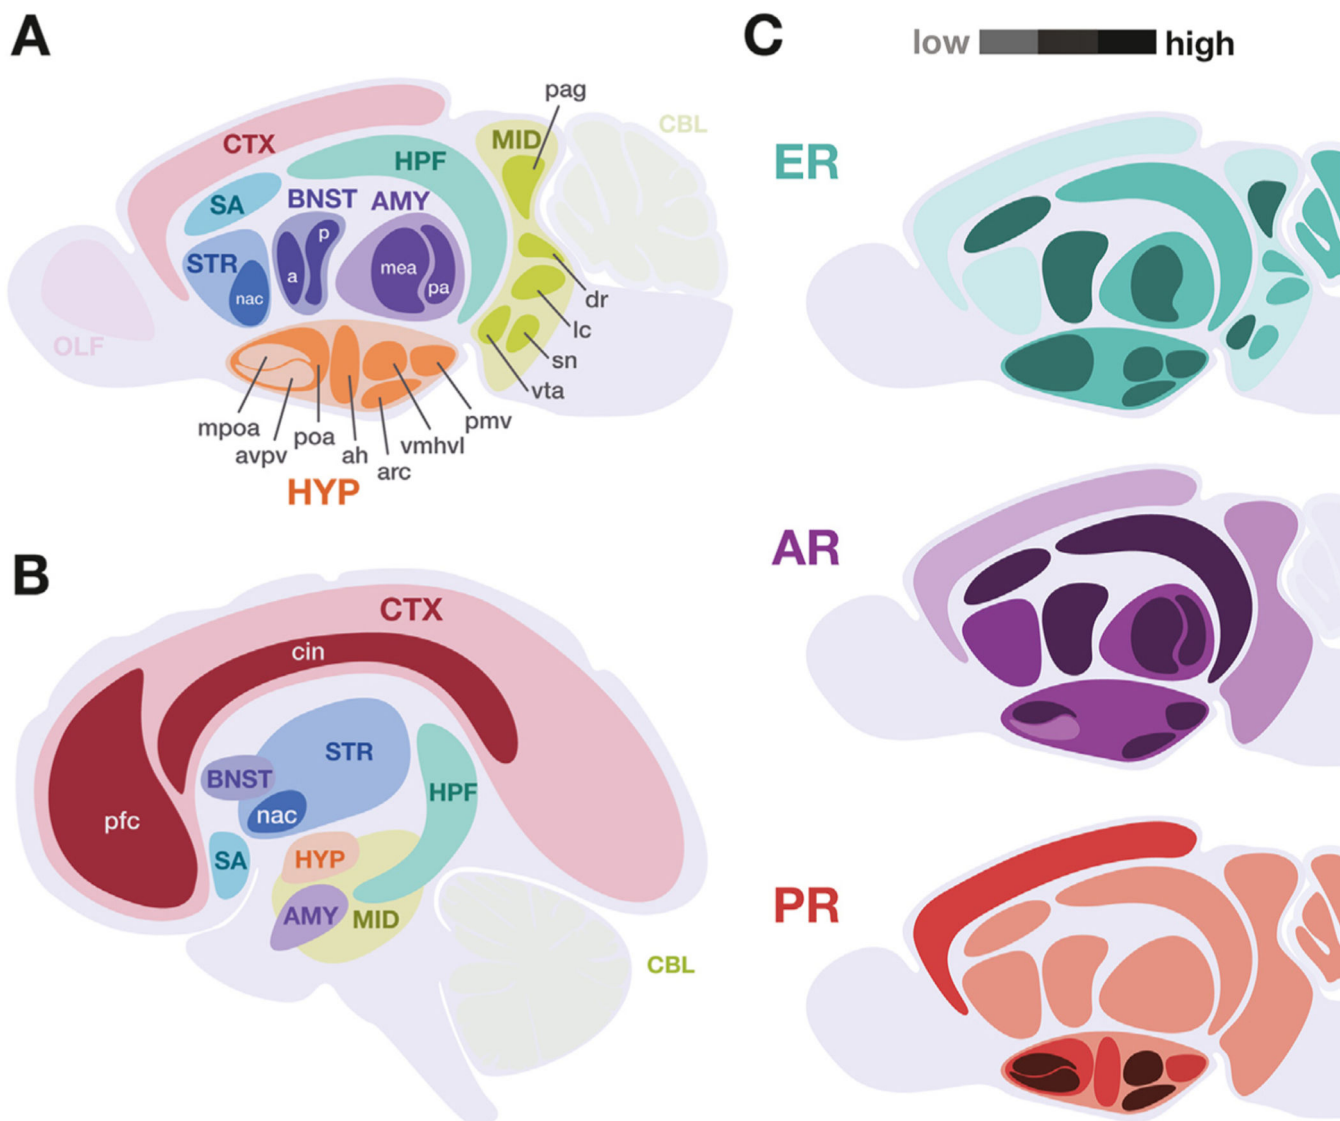 A
pag
CTX
HPF
MID
CBL
SA
BNST
AMY
p
STR
a
mea
pa
nac
dr
OLF
lc
sn
vta
mpoa
avpv
poa
ah
arc
vmhvl
pmv
HYP
B
CTX
cin
STR
BNST
HPF
nac
pfc
SA
HYP
AMY
MID
CBL
C
low
high
ER
AR
PR